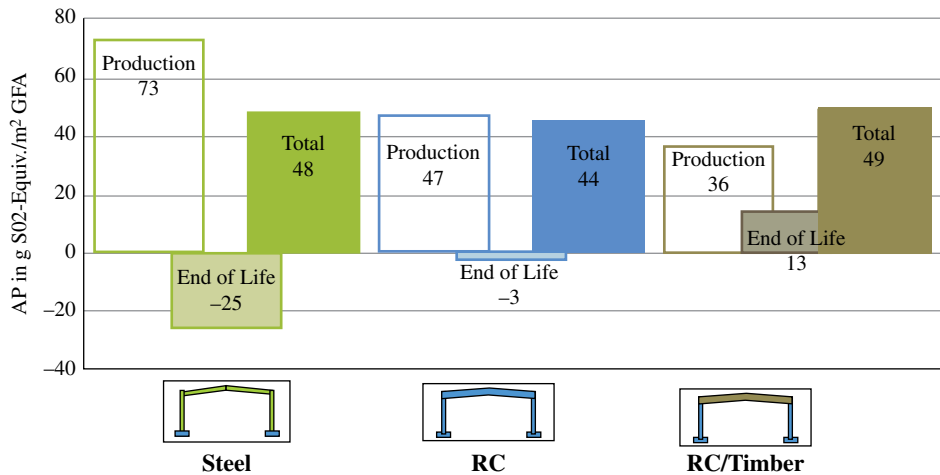 AP in g S02-Equiv./m² GFA
80
60
40
20
0
–20
–40
Production
73
End of Life
–25
Total
48
Production
47
End of Life
–3
Total
44
Production
36
End of Life
13
Total
49
Steel
RC
RC/Timber